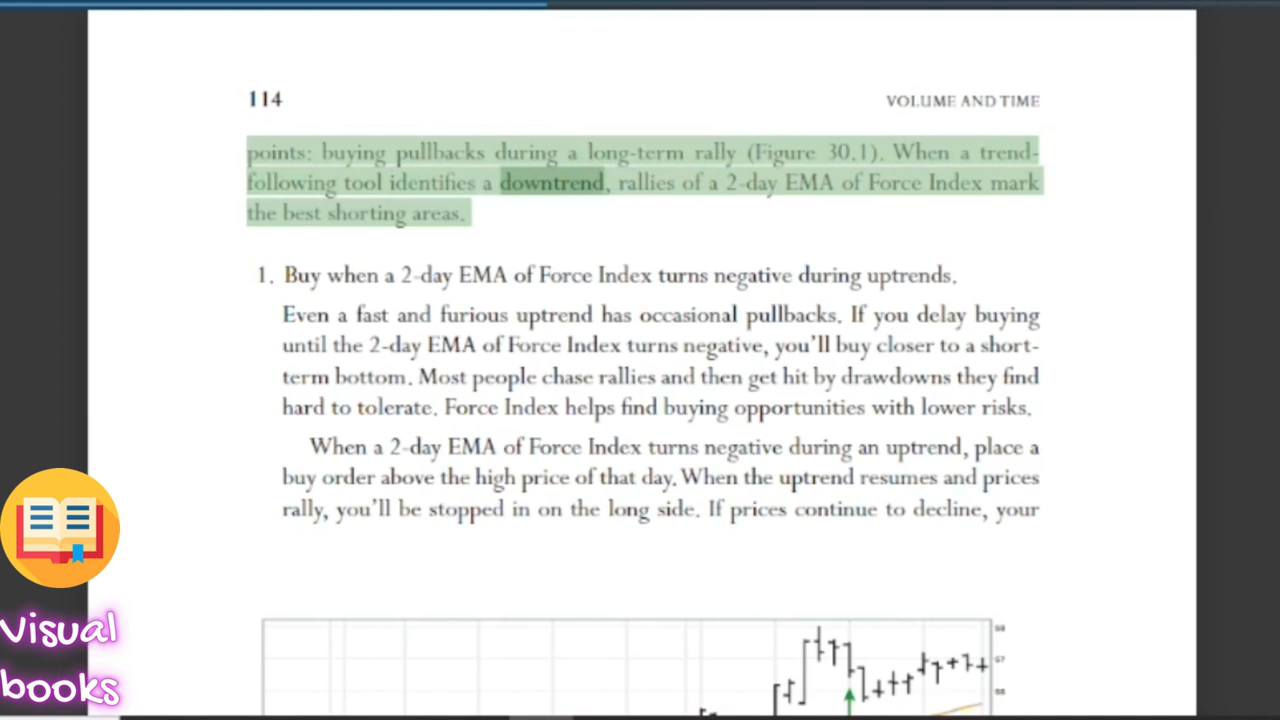 114
VOLUME AND TIME
points: buying pullbacks during a long-term rally (Figure 30.1). When a trend-
following tool identifies a downtrend, rallies of a 2-day EMA of Force Index mark
the best shorting areas.
1. Buy when a 2-day EMA of Force Index turns negative during uptrends.
Even a fast and furious uptrend has occasional pullbacks. If you delay buying
until the 2-day EMA of Force Index turns negative, you'll buy closer to a short-
term bottom. Most people chase rallies and then get hit by drawdowns they find
hard to tolerate. Force Index helps find buying opportunities with lower risks.
When a 2-day EMA of Force Index turns negative during an uptrend, place a
buy order above the high price of that day. When the uptrend resumes and prices
rally, you'll be stopped in on the long side. If prices continue to decline, your
Visual
books